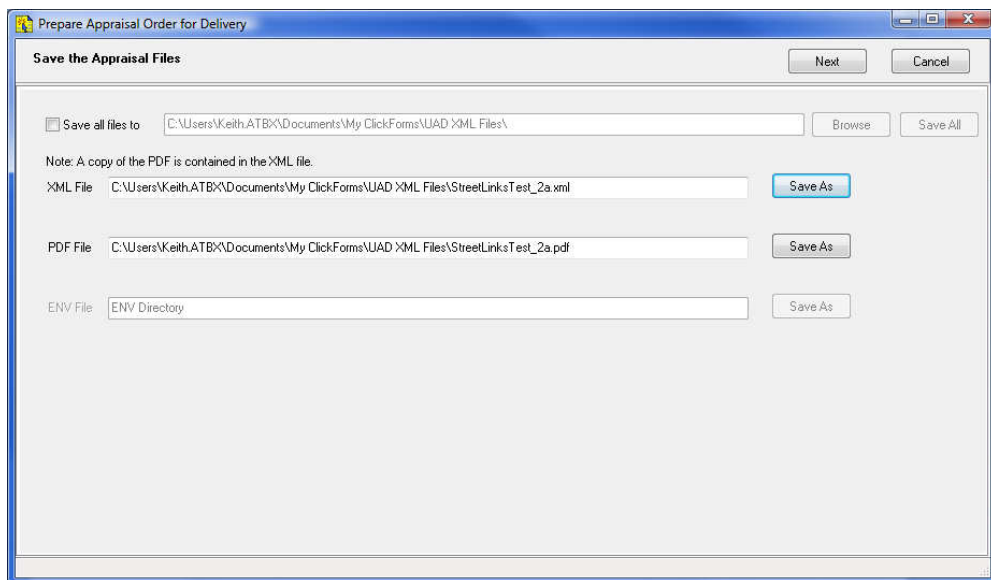 Prepare Appraisal Order for Delivery
Save the Appraisal Files
Next
Cancel
Save all files to
C:\Users\Keith.ATBX\Documents\My ClickForms\UAD XML Files\
Browse
Save All
Note: A copy of the PDF is contained in the XML file.
XML File
C:\Users\Keith.ATBX\Documents\My ClickForms\UAD XML Files\StreetLinksTest_2a.xml
Save As
PDF File
C:\Users\Keith.ATBX\Documents\My ClickForms\UAD XML Files\StreetLinksTest_2a.pdf
Save As
ENV File
ENV Directory
Save As